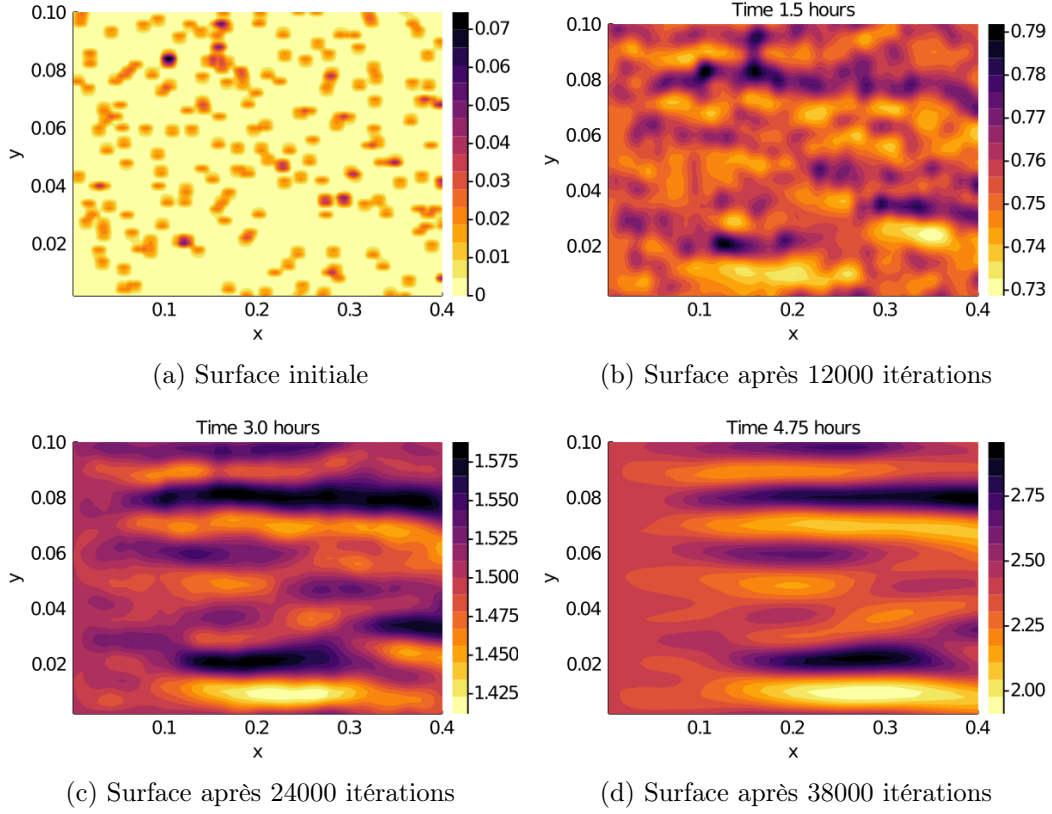 0.10
0.08
0.06
0.04
0.02
y
0.1 0.2 0.3 0.4
x
0.07
0.06
0.05
0.04
0.03
0.02
0.01
0
(a) Surface initiale
Time 1.5 hours
0.10
0.08
0.06
0.04
0.02
y
0.1 0.2 0.3 0.4
x
0.79
0.78
0.77
0.76
0.75
0.74
0.73
(b) Surface après 12000 itérations
Time 3.0 hours
0.10
0.08
0.06
0.04
0.02
y
0.1 0.2 0.3 0.4
x
1.575
1.550
1.525
1.500
1.475
1.450
1.425
(c) Surface après 24000 itérations
Time 4.75 hours
0.10
0.08
0.06
0.04
0.02
y
0.1 0.2 0.3 0.4
x
2.75
2.50
2.25
2.00
(d) Surface après 38000 itérations